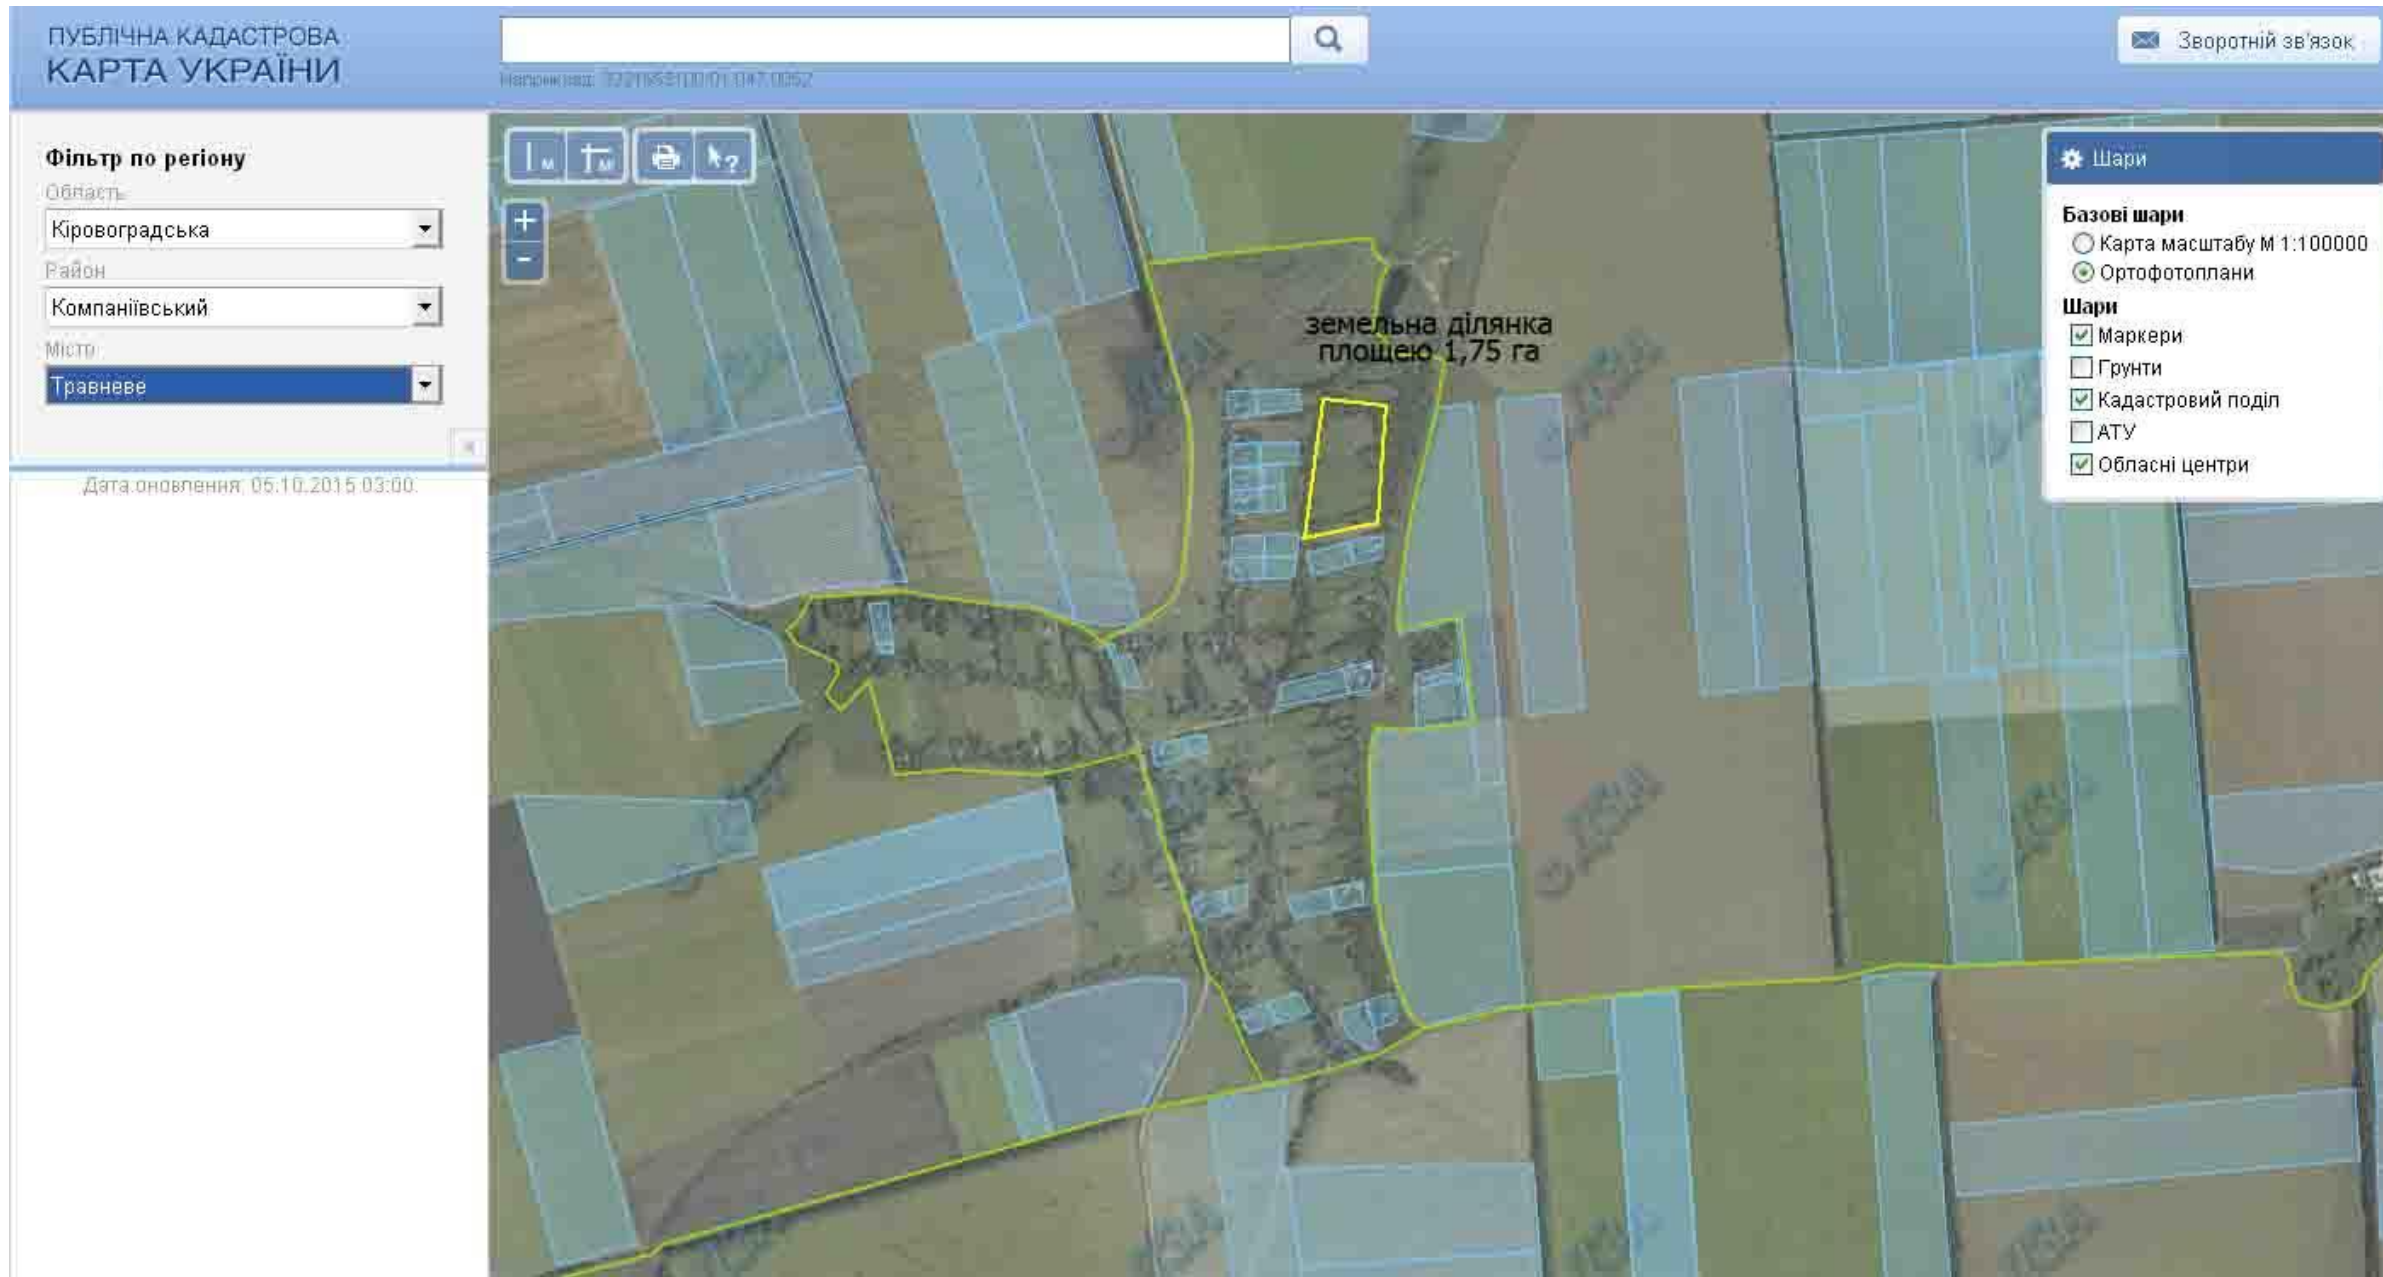 ПУБЛІЧНА КАДАСТРОВА
КАРТА УКРАЇНИ
Зворотній зв'язок
Фільтр по регіону
Область
Кіровоградська
Район
Компаніївський
Місто
Травневе
Дата оновлення: 05.10.2015 03:00
земельна ділянка
площею 1,75 га
Шари
Базові шари
Карта масштабу М 1:100000
Ортофотоплани
Шари
Маркери
Грунти
Кадастровий поділ
АТУ
Обласні центри